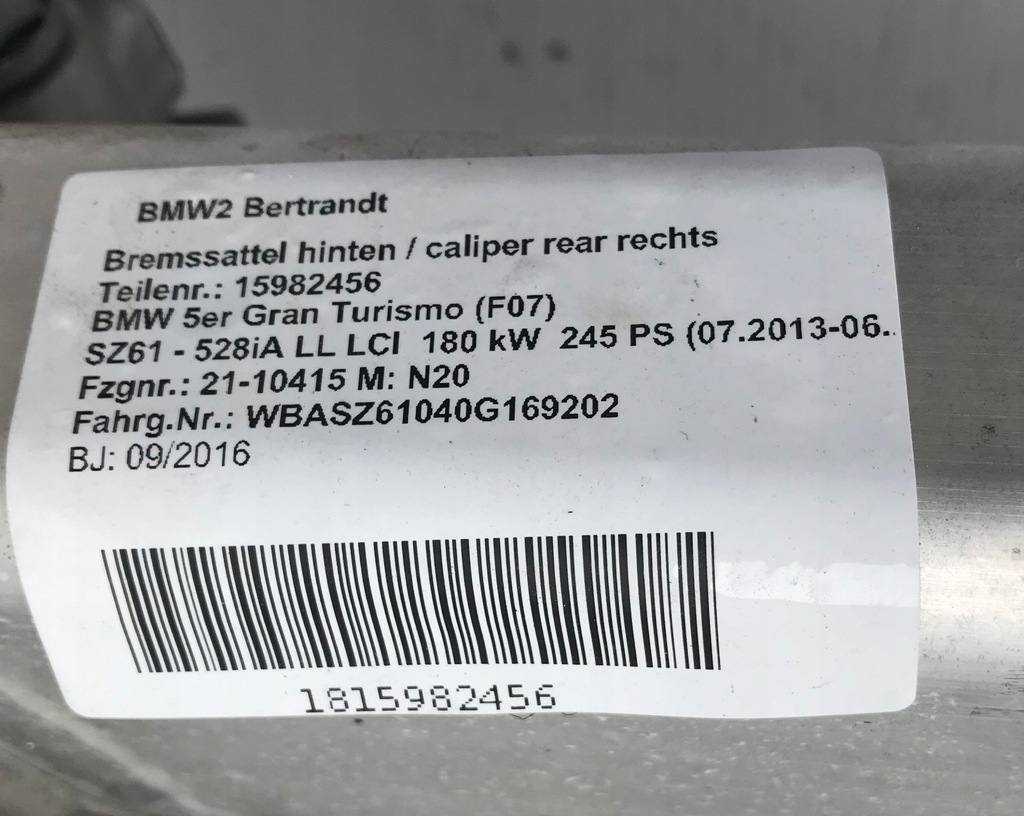 BMW2 Bertrandt
Bremssattel hinten / caliper rear rechts
Teilenr.: 15982456
BMW 5er Gran Turismo (F07)
SZ61 - 528iA LL LCI 180 kW 245 PS (07.2013-06..
Fzgnr.: 21-10415 M: N20
Fahrg.Nr.: WBASZ61040G169202
BJ: 09/2016
1815982456